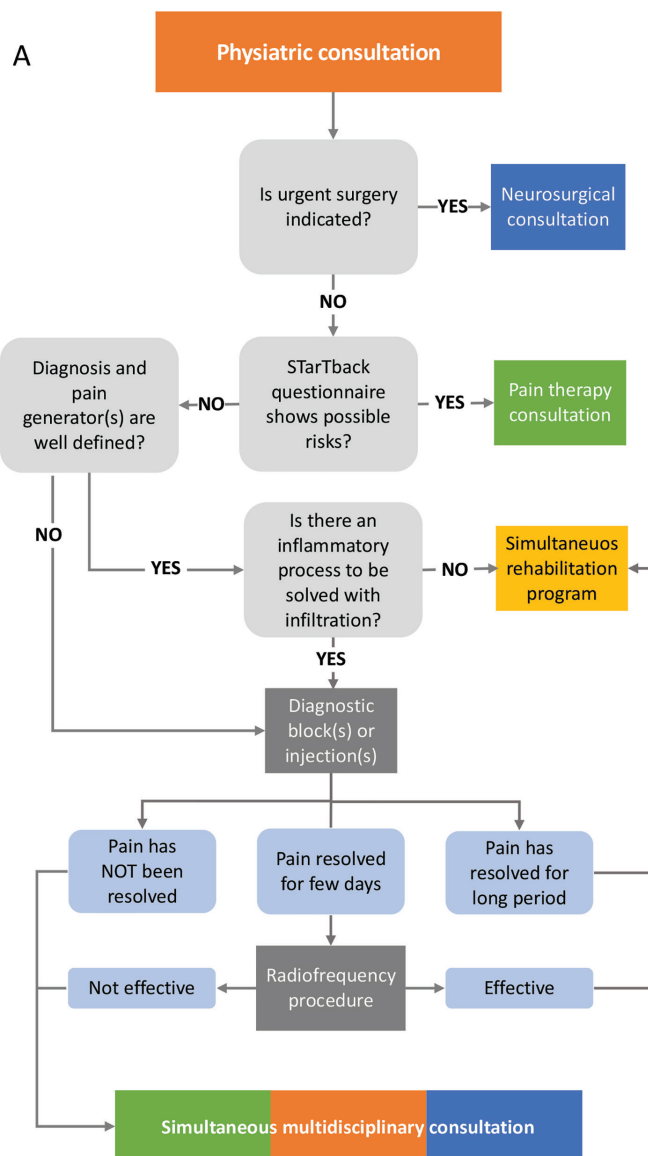 A
Physiatric consultation
Is urgent surgery
indicated?
YES
Neurosurgical
consultation
NO
Diagnosis and
pain
generator(s) are
well defined?
NO
STarTback
questionnaire
shows possible
risks?
YES
Pain therapy
consultation
NO
YES
Is there an
inflammatory
process to be
solved with
infiltration?
NO
Simultaneuos
rehabilitation
program
YES
Diagnostic
block(s) or
injection(s)
Pain has
NOT been
resolved
Pain resolved
for few days
Pain has
resolved for
long period
Not effective
Radiofrequency
procedure
Effective
Simultaneous multidisciplinary consultation